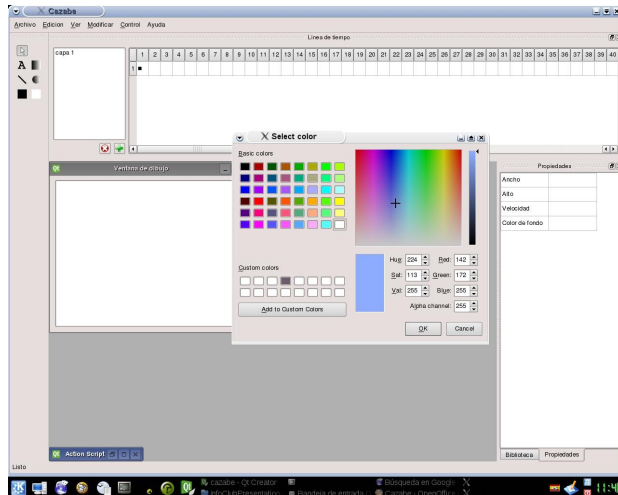 Cazaba
Archivo Edicion Ver Modificar Control Ayuda
Linea de tiempo
capa 1
1 2 3 4 5 6 7 8 9 10 11 12 13 14 15 16 17 18 19 20 21 22 23 24 25 26 27 28 29 30 31 32 33 34 35 36 37 38 39 40
1
A
Select color
Basic colors
Ventana de dibujo
Propiedades
Ancho
Alto
Velocidad
Color de fondo
Hue: 224 Red: 142
Sat: 113 Green: 172
Val: 255 Blue: 255
Alpha channel: 255
Custom colors
Add to Custom Colors
OK Cancel
Action Script
Biblioteca Propiedades
Listo
cazabe - Qt Creator
Búsqueda en Google
InfoClubPresentation
Bandeja de entrada
Cazabe - OpenOffice